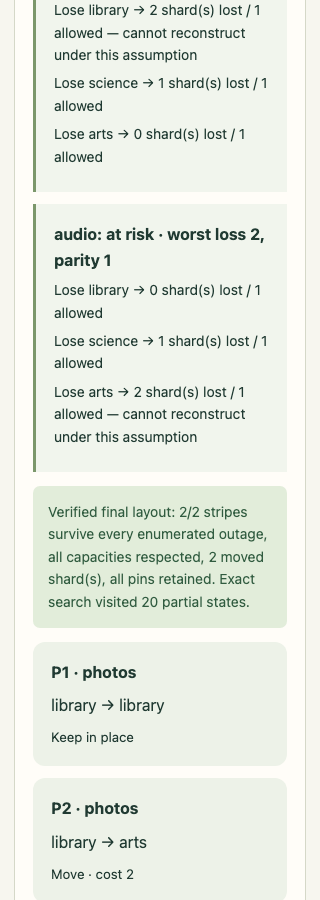 Lose library → 2 shard(s) lost / 1
allowed — cannot reconstruct
under this assumption
Lose science → 1 shard(s) lost / 1
allowed
Lose arts → 0 shard(s) lost / 1
allowed
audio: at risk · worst loss 2,
parity 1
Lose library → 0 shard(s) lost / 1
allowed
Lose science → 1 shard(s) lost / 1
allowed
Lose arts → 2 shard(s) lost / 1
allowed — cannot reconstruct
under this assumption
Verified final layout: 2/2 stripes
survive every enumerated outage,
all capacities respected, 2 moved
shard(s), all pins retained. Exact
search visited 20 partial states.
P1 · photos
library → library
Keep in place
P2 · photos
library → arts
Move · cost 2